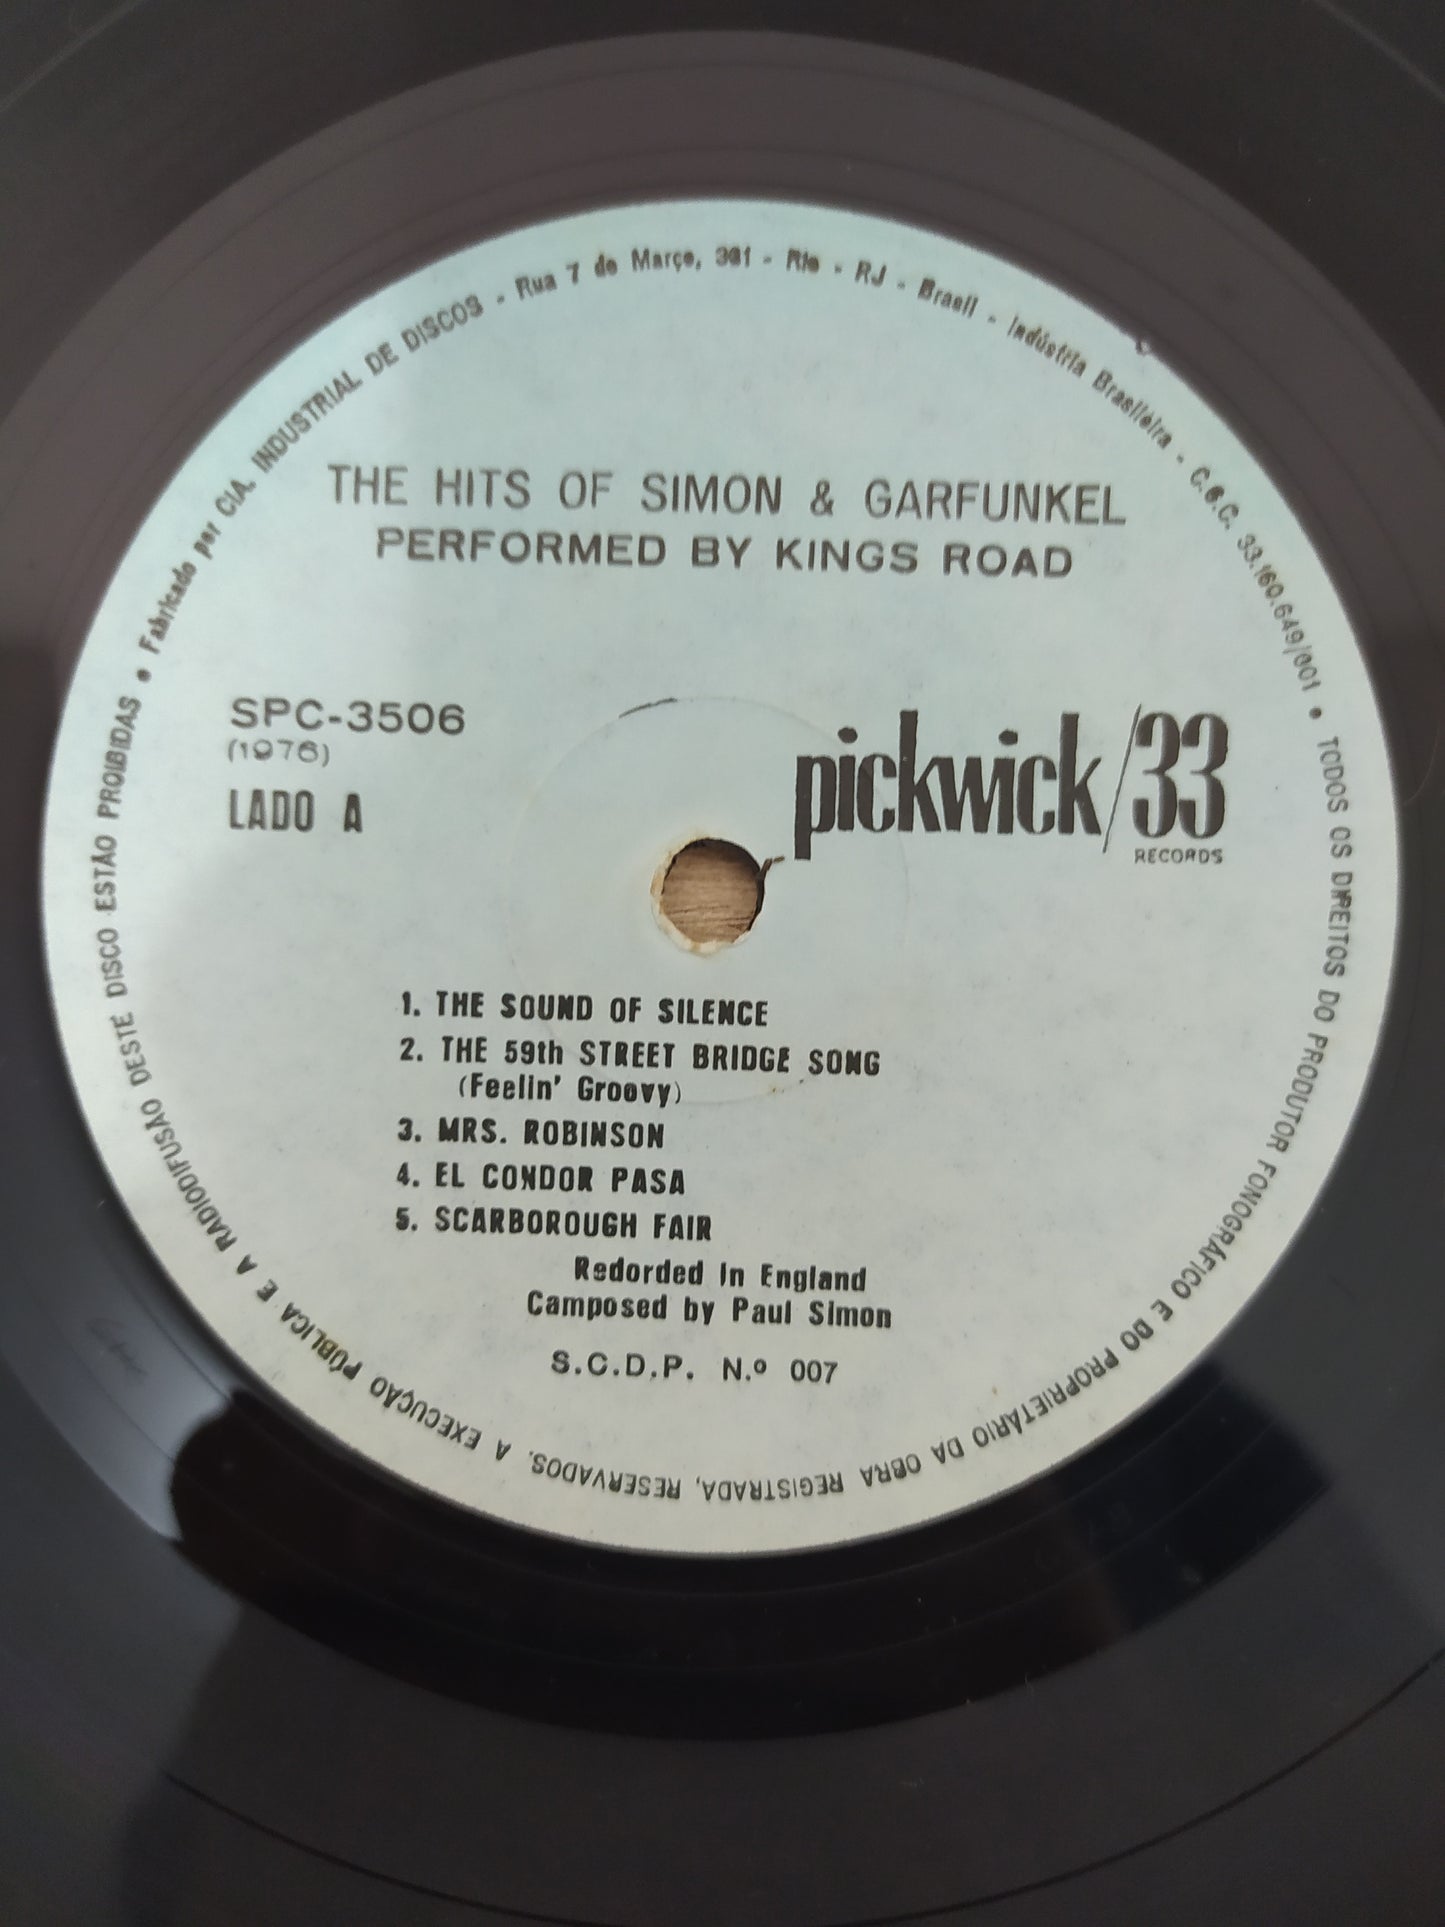 • Fabricado por CIA. INDUSTRIAL DE DISCOS - Rua 7 de Março, 301 - Rio - RJ - Brasil - Indústria Brasileira - C.G.C. 33.160.649/001 • TODOS OS DIREITOS DO PRODUTOR FONOGRÁFICO E DO PROPRIETÁRIO DA OBRA REGISTRADA, RESERVADOS. A EXECUÇÃO PÚBLICA E A RADIODIFUSÃO DESTE DISCO ESTÃO PROIBIDAS
THE HITS OF SIMON & GARFUNKEL
PERFORMED BY KINGS ROAD
SPC-3506
(1976)
LADO A
pickwick/33
RECORDS
1. THE SOUND OF SILENCE
2. THE 59th STREET BRIDGE SONG
(Feelin' Groovy)
3. MRS. ROBINSON
4. EL CONDOR PASA
5. SCARBOROUGH FAIR
Redorded in England
Camposed by Paul Simon
S.C.D.P. N.º 007